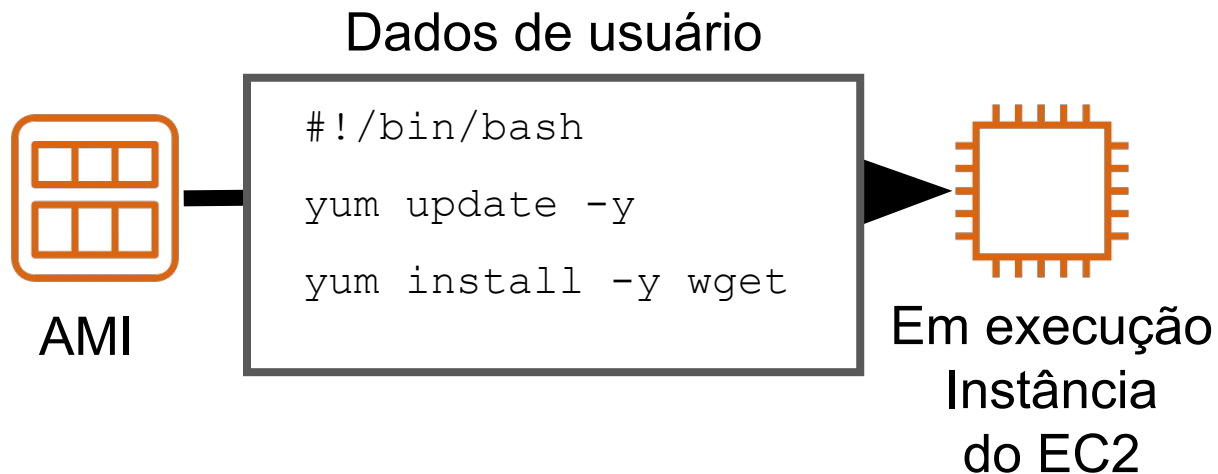 Dados de usuário
#!/bin/bash
yum update -y
yum install -y wget
AMI
Em execução
Instância
do EC2